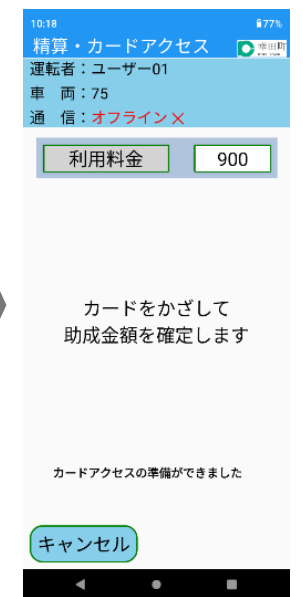 10:18 77%
精算・カードアクセス 幸田町
運転者：ユーザー01
車　両：75
通　信：オフライン×
利用料金 900
カードをかざして
助成金額を確定します
カードアクセスの準備ができました
キャンセル